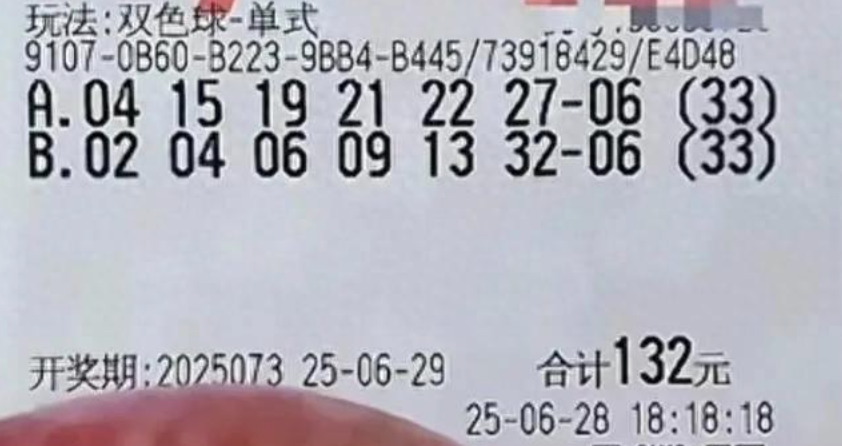 玩法:双色球-单式
9107-0B60-B223-9BB4-B445/73918429/E4D48
A.04 15 19 21 22 27-06 (33)
B.02 04 06 09 13 32-06 (33)
开奖期:2025073 25-06-29 合计132元
25-06-28 18:18:18